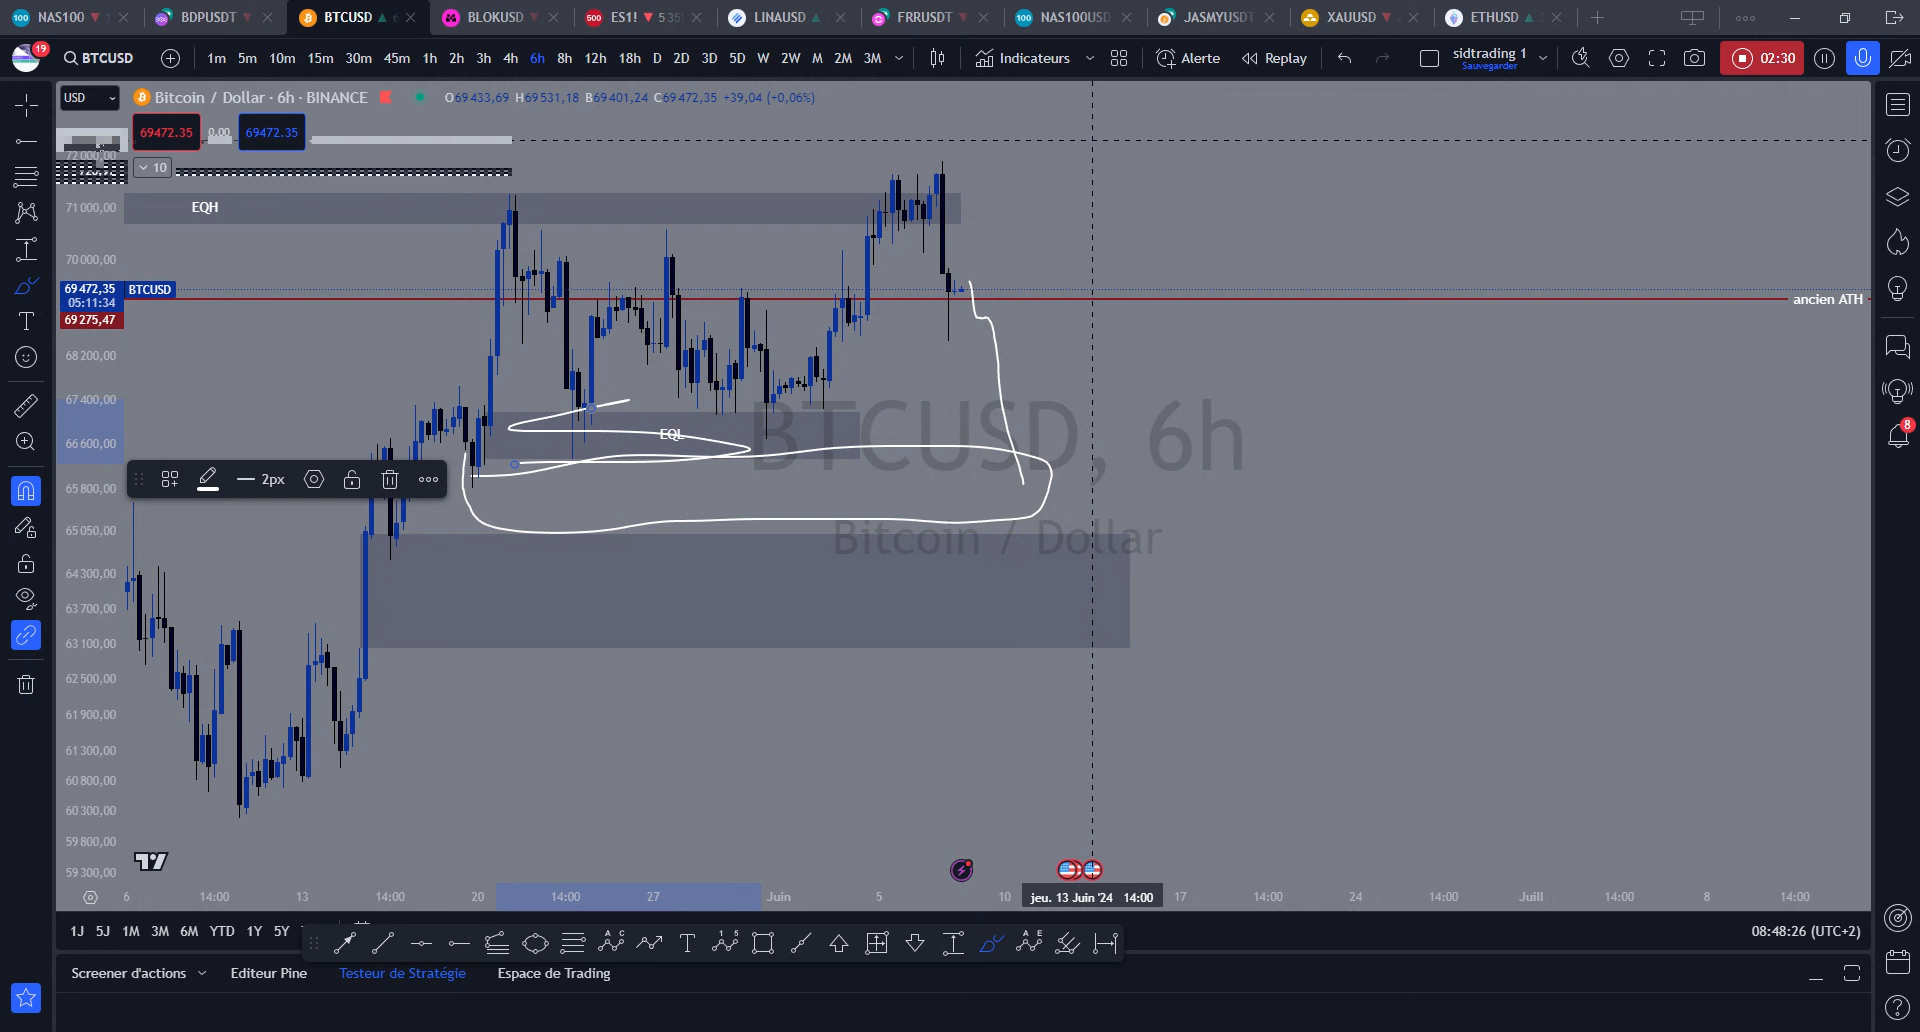 NAS100
BDPUSDT
BTCUSD
BLOKUSD
500 ES1! 5 35
LINAUSD
FRRUSDT
100 NAS100USD
JASMYUSDT
XAUUSD
ETHUSD
19
BTCUSD
1m 5m 10m 15m 30m 45m 1h 2h 3h 4h 6h 8h 12h 18h D 2D 3D 5D W 2W M 2M 3M
Indicateurs
Alerte
Replay
sidtrading 1
Sauvegarder
02:30
USD
Bitcoin / Dollar · 6h · BINANCE
O69 433,69 H69 531,18 B69 401,24 C69 472,35 +39,04 (+0,06%)
69472.35
0.00
69472.35
10
72 000,00
71 000,00
EQH
70 000,00
69 472,35
BTCUSD
05:11:34
69 275,47
ancien ATH
68 200,00
67 400,00
66 600,00
EQL
BTCUSD, 6h
Bitcoin / Dollar
2px
65 800,00
65 050,00
64 300,00
63 700,00
63 100,00
62 500,00
61 900,00
61 300,00
60 800,00
60 300,00
59 800,00
59 300,00
8
6 14:00 13 14:00 20 14:00 27 Juin 5 10 jeu. 13 Juin '24 14:00 17 14:00 24 14:00 Juill 14:00 8 14:00
1J 5J 1M 3M 6M YTD 1Y 5Y
08:48:26 (UTC+2)
Screener d'actions
Editeur Pine
Testeur de Stratégie
Espace de Trading